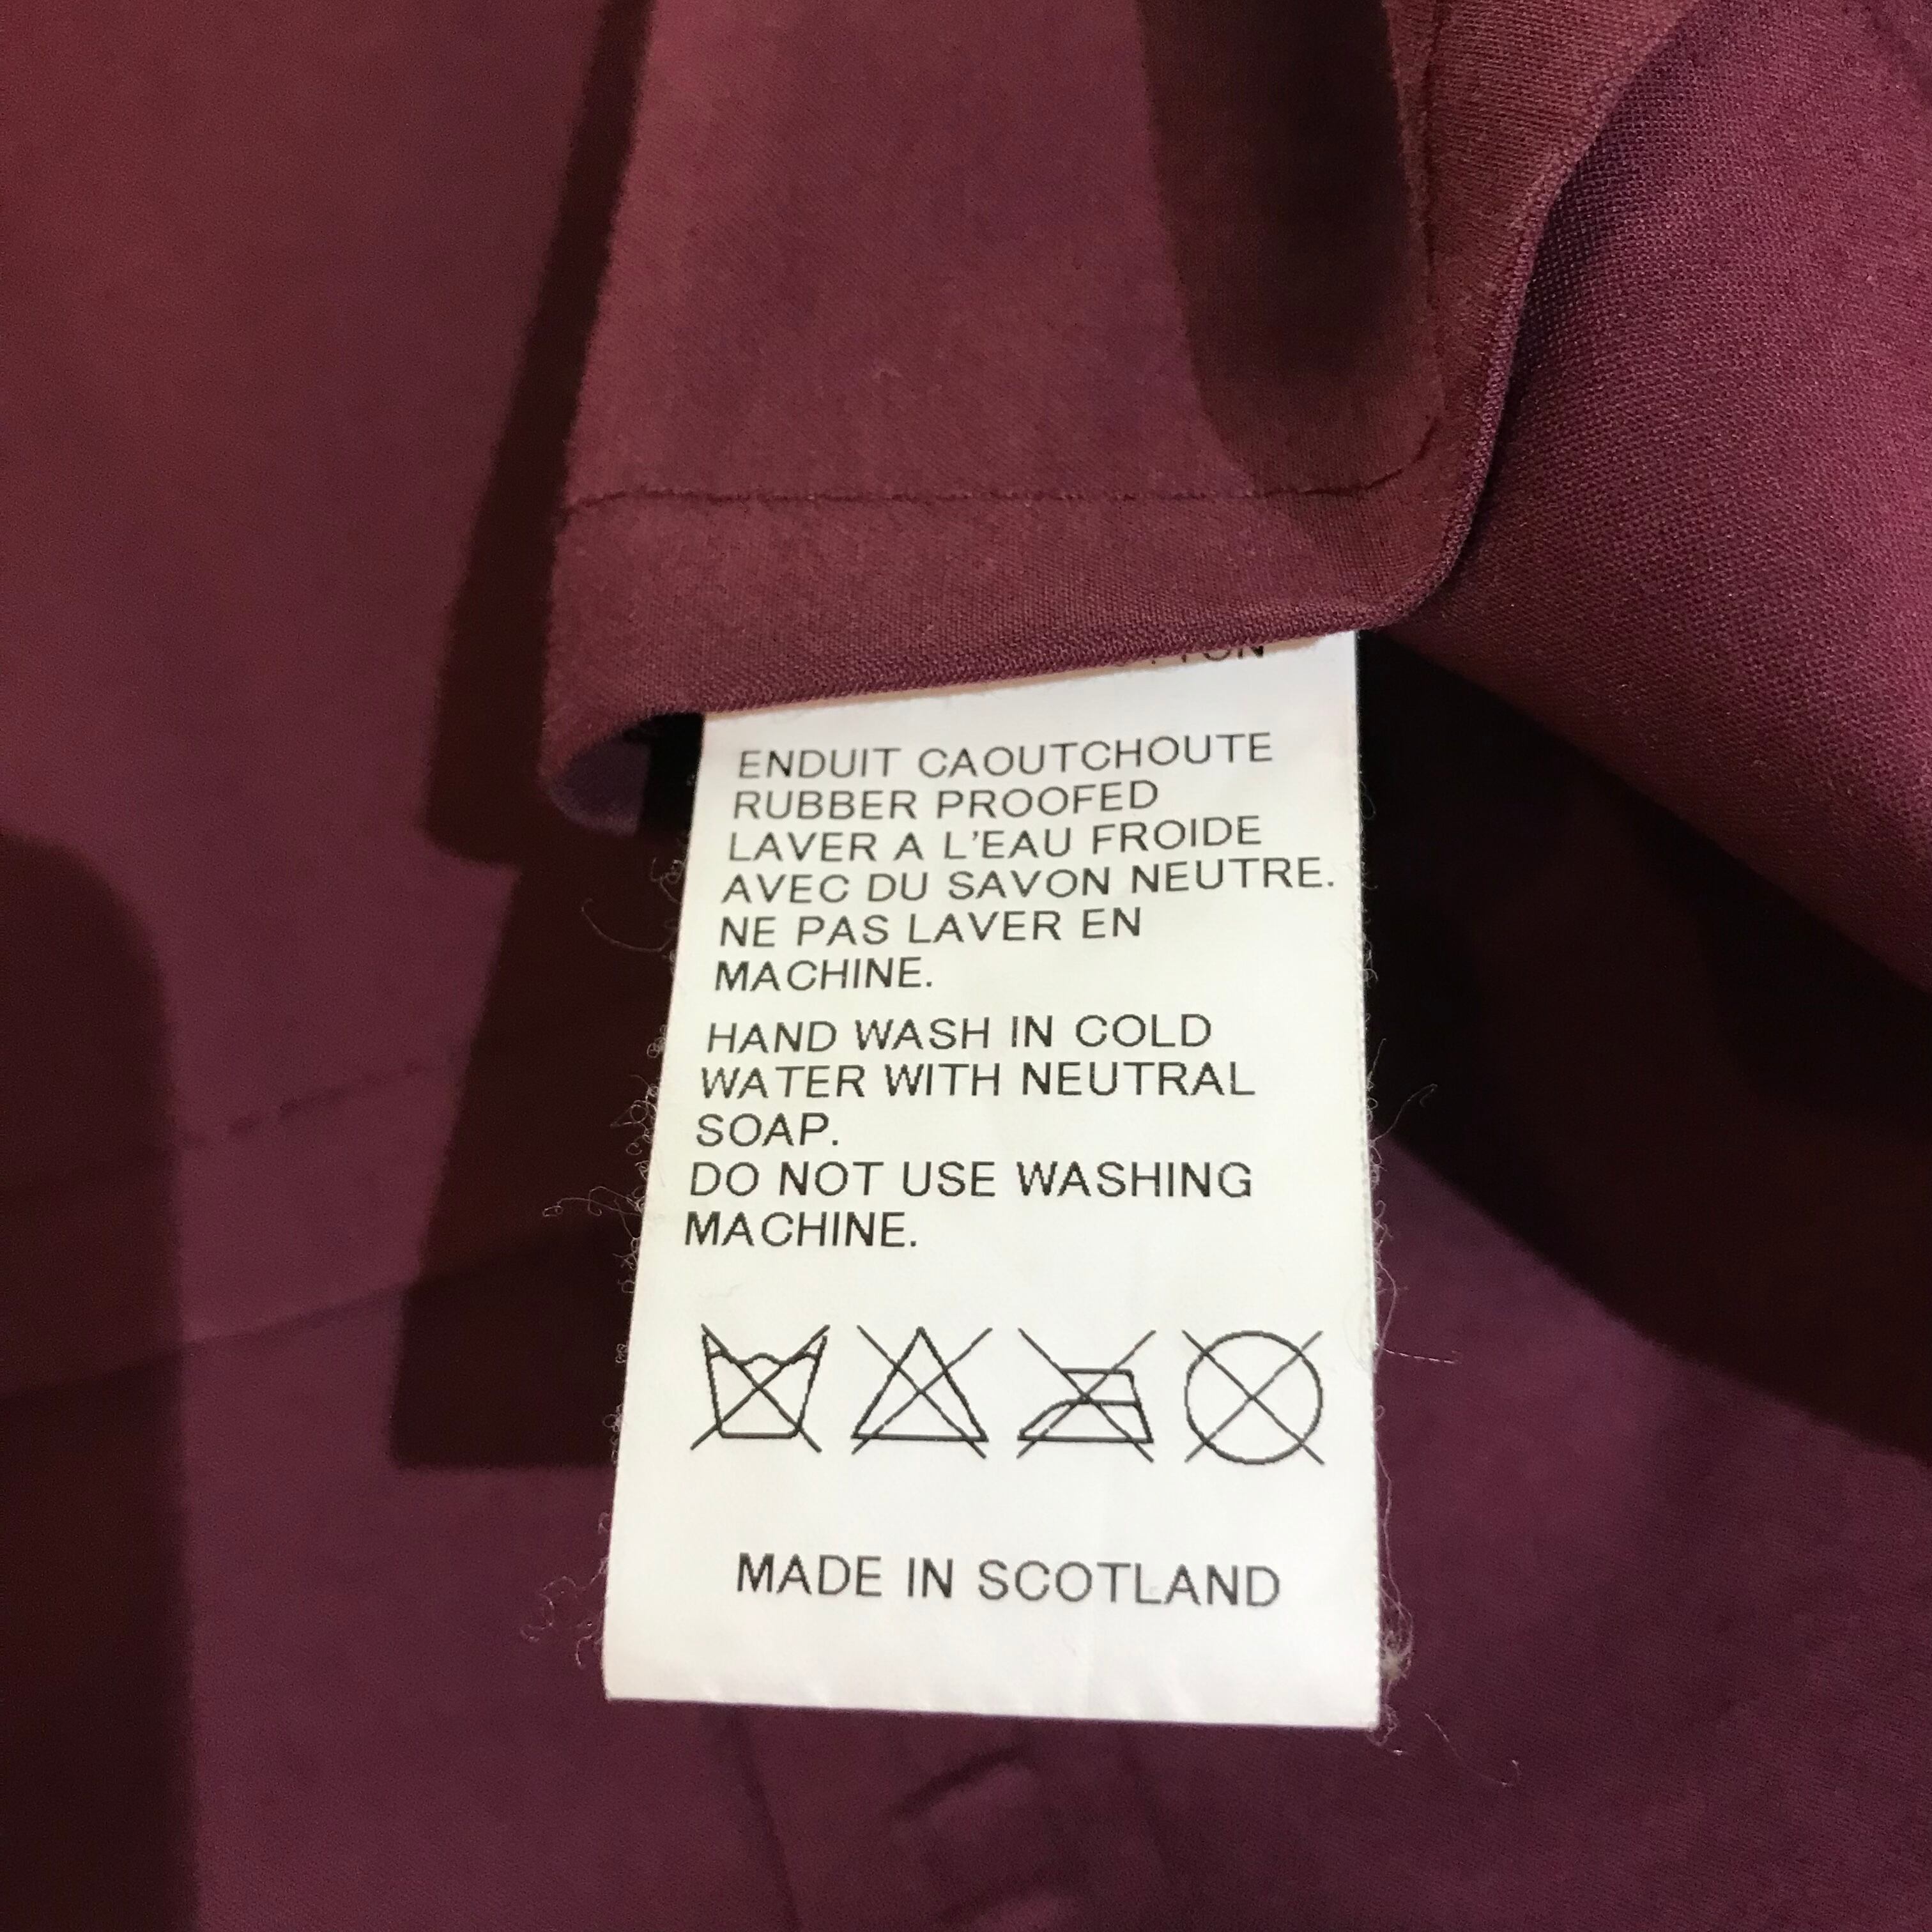 ENDUIT CAOUTCHOUTE
RUBBER PROOFED
LAVER A L'EAU FROIDE
AVEC DU SAVON NEUTRE.
NE PAS LAVER EN
MACHINE.
HAND WASH IN COLD
WATER WITH NEUTRAL
SOAP.
DO NOT USE WASHING
MACHINE.
MADE IN SCOTLAND